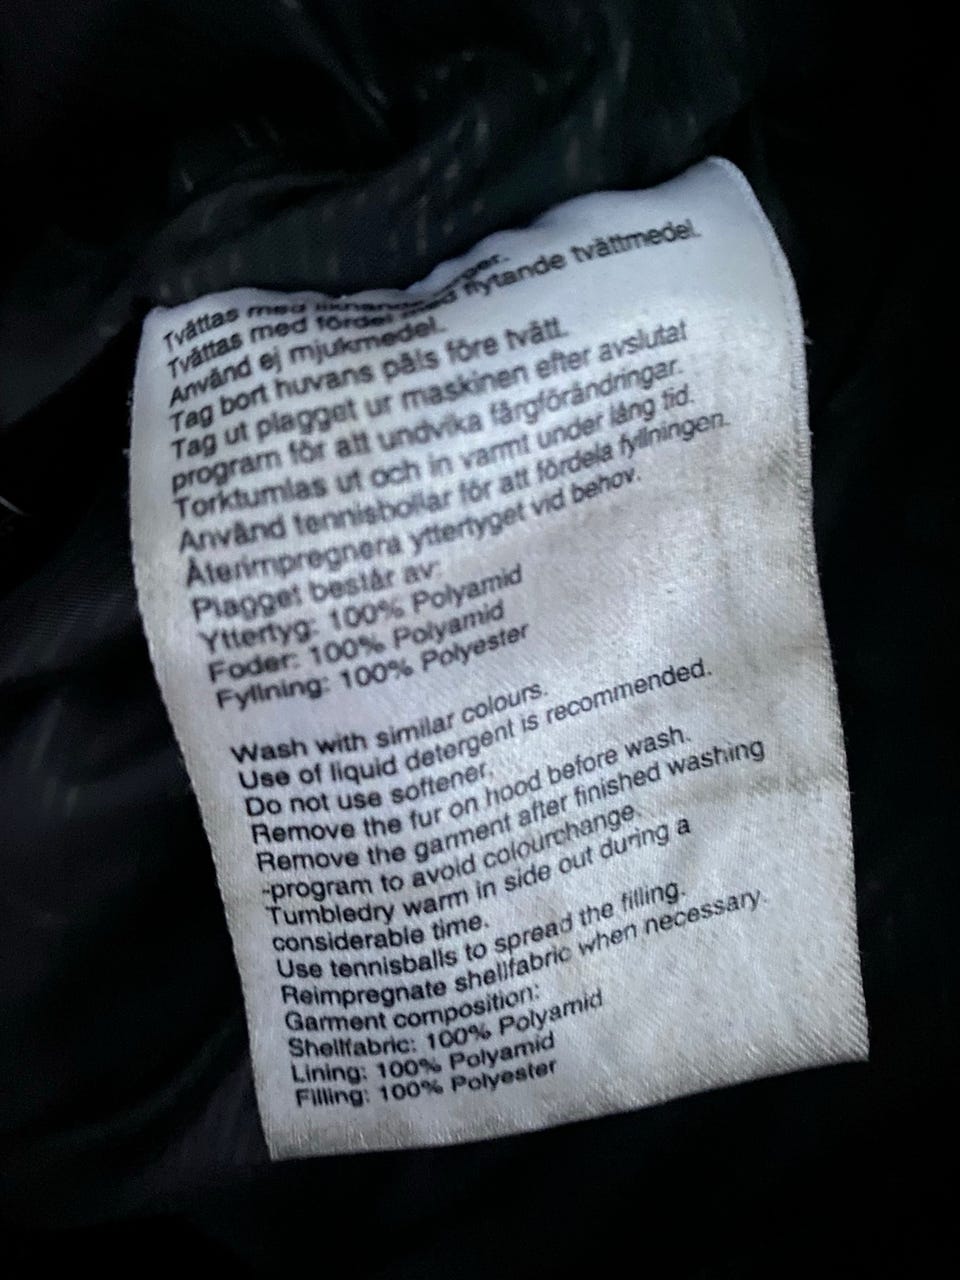 Tvättas med liknande färger.
Tvättas med fördel med flytande tvättmedel.
Använd ej mjukmedel.
Tag bort huvans päls före tvätt.
Tag ut plagget ur maskinen efter avslutat
program för att undvika färgförändringar.
Torktumlas ut och in varmt under lång tid.
Använd tennisbollar för att fördela fyllningen.
Återimpregnera yttertyget vid behov.
Plagget består av:
Yttertyg: 100% Polyamid
Foder: 100% Polyamid
Fyllning: 100% Polyester
Wash with similar colours.
Use of liquid detergent is recommended.
Do not use softener.
Remove the fur on hood before wash.
Remove the garment after finished washing
-program to avoid colourchange.
Tumbledry warm in side out during a
considerable time.
Use tennisballs to spread the filling.
Reimpregnate shellfabric when necessary.
Garment composition:
Shellfabric: 100% Polyamid
Lining: 100% Polyamid
Filling: 100% Polyester